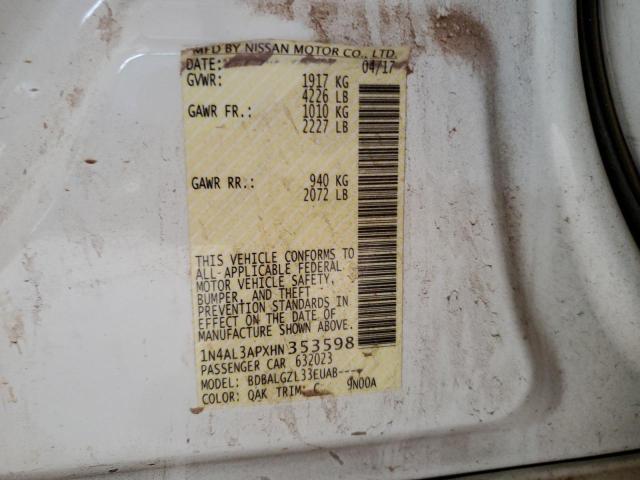 MFD BY NISSAN MOTOR CO., LTD.
DATE: 04/17
GVWR: 1917 KG
4226 LB
GAWR FR.: 1010 KG
2227 LB
GAWR RR.: 940 KG
2072 LB
THIS VEHICLE CONFORMS TO
ALL-APPLICABLE FEDERAL
MOTOR VEHICLE SAFETY,
BUMPER, AND THEFT
PREVENTION STANDARDS IN
EFFECT ON THE DATE OF
MANUFACTURE SHOWN ABOVE.
1N4AL3APXHN353598
PASSENGER CAR 632023
MODEL: BDBALGZL33EUAB----
COLOR: QAK TRIM: C 9N00A